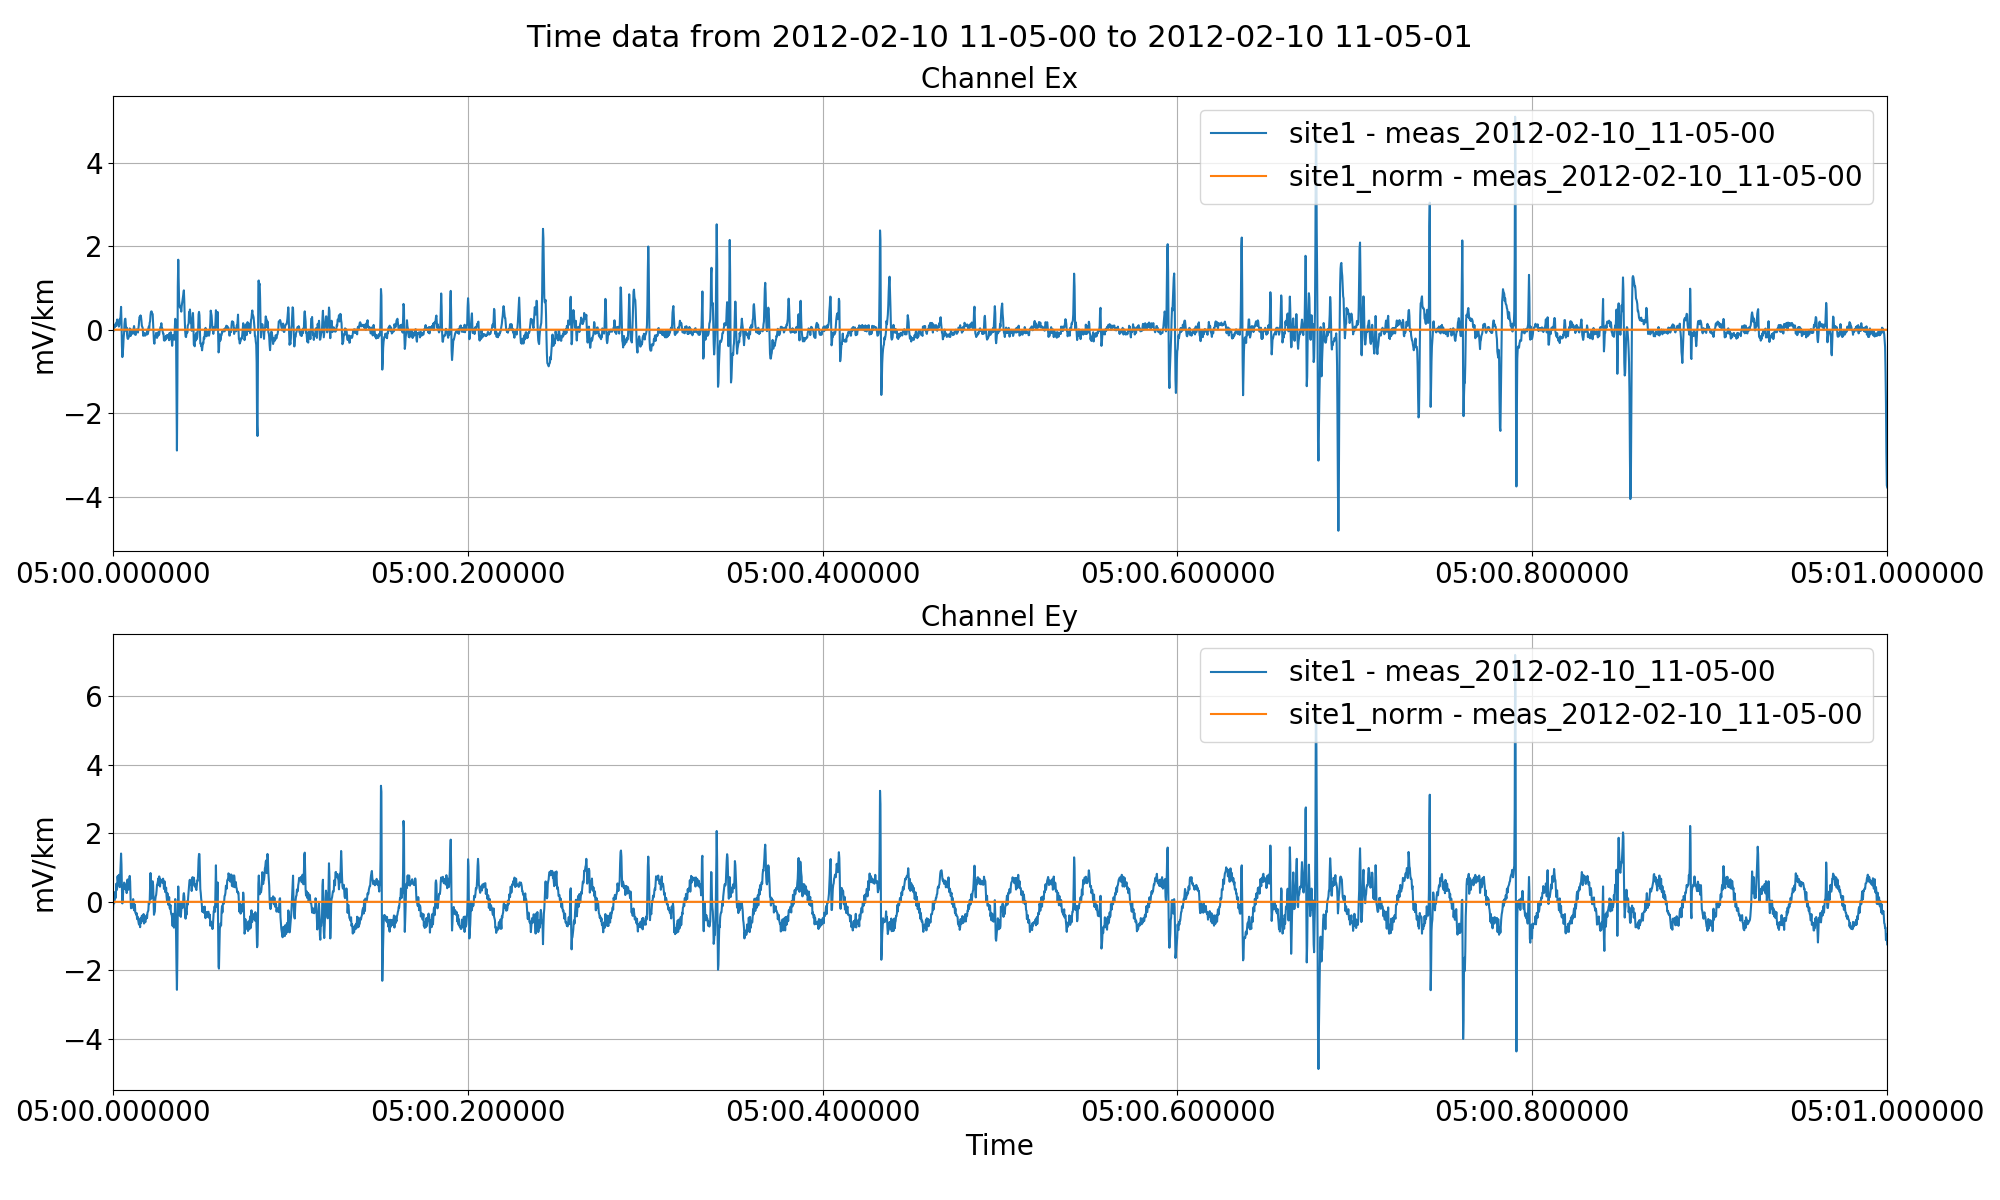 Time data from 2012-02-10 11-05-00 to 2012-02-10 11-05-01
Channel Ex
site1 - meas_2012-02-10_11-05-00
site1_norm - meas_2012-02-10_11-05-00
mV/km
4
2
0
−2
−4
05:00.000000 05:00.200000 05:00.400000 05:00.600000 05:00.800000 05:01.000000
Channel Ey
site1 - meas_2012-02-10_11-05-00
site1_norm - meas_2012-02-10_11-05-00
mV/km
6
4
2
0
−2
−4
05:00.000000 05:00.200000 05:00.400000 05:00.600000 05:00.800000 05:01.000000
Time